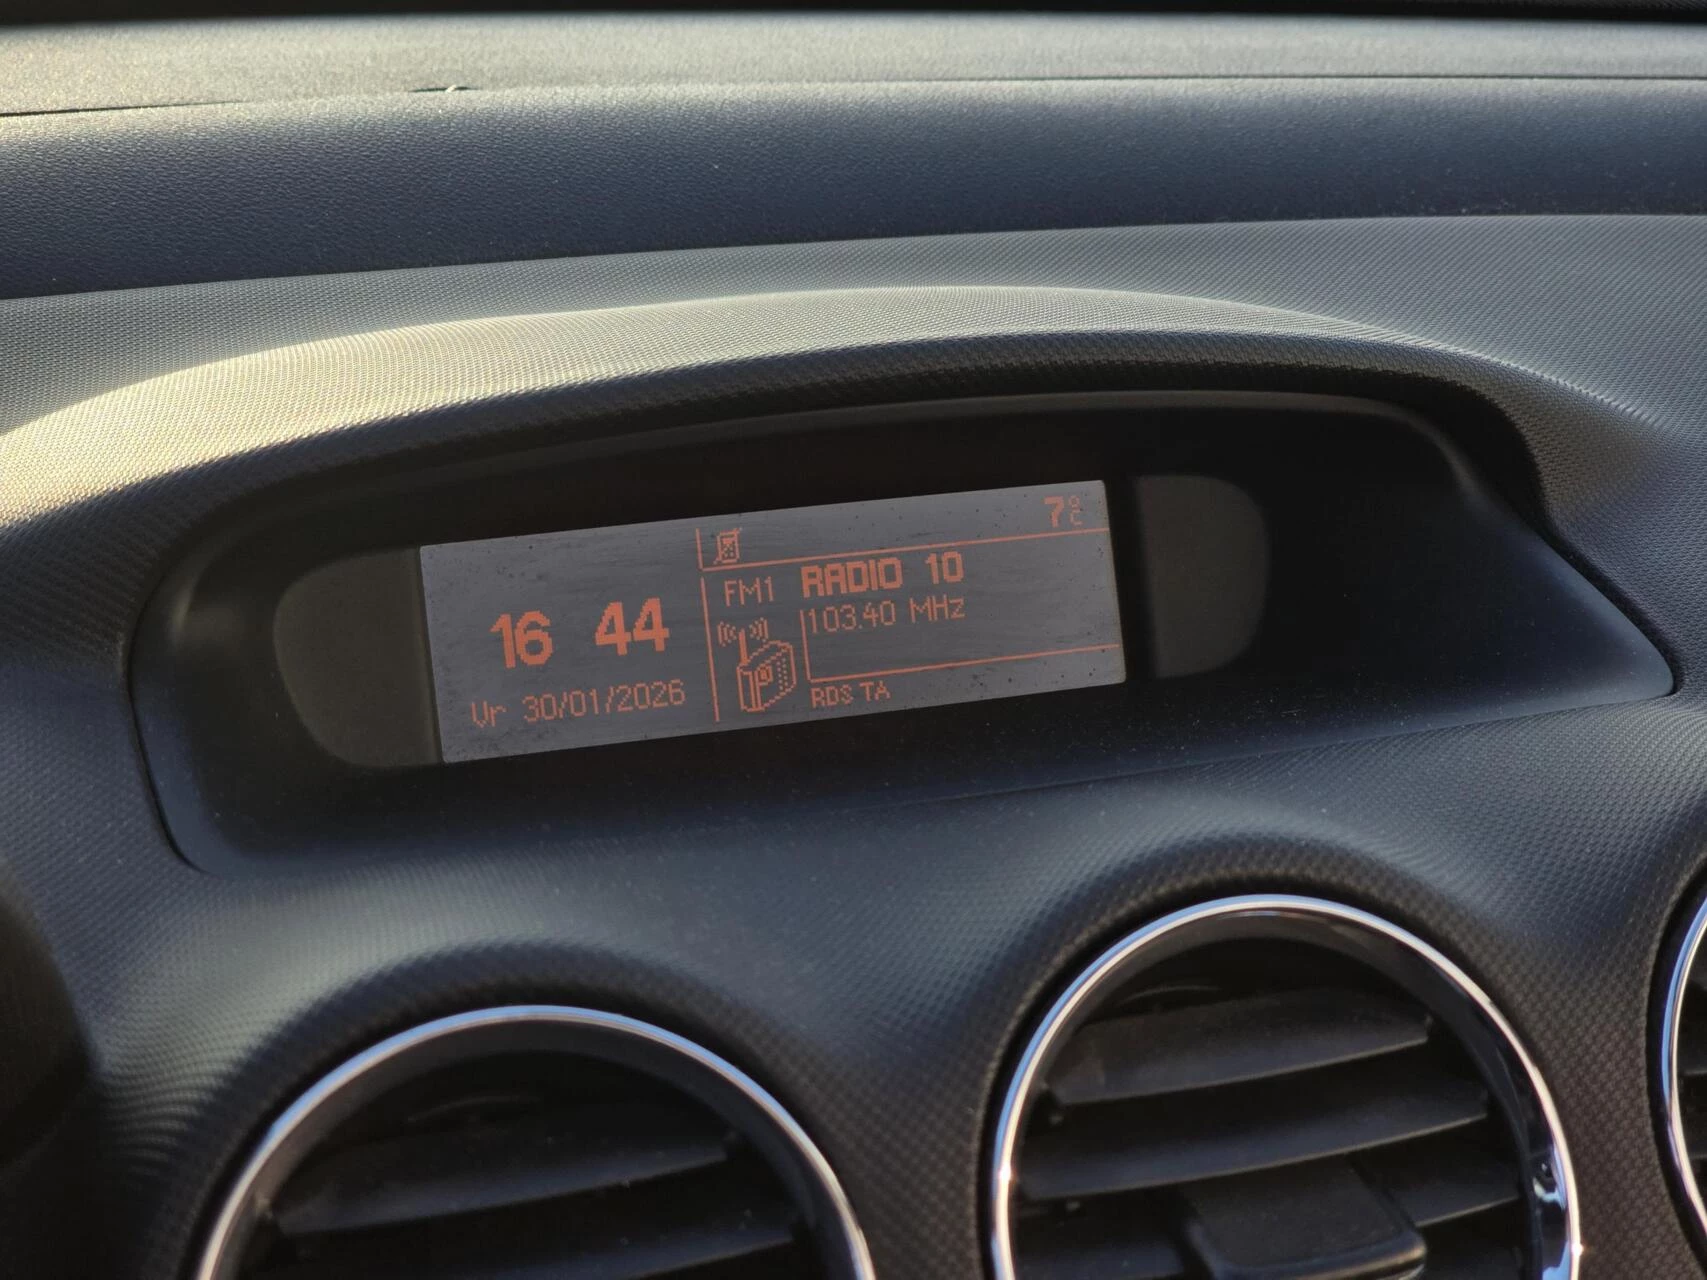 7°C
16 44
Vr 30/01/2026
FM1 RADIO 10
103.40 MHz
RDS TA